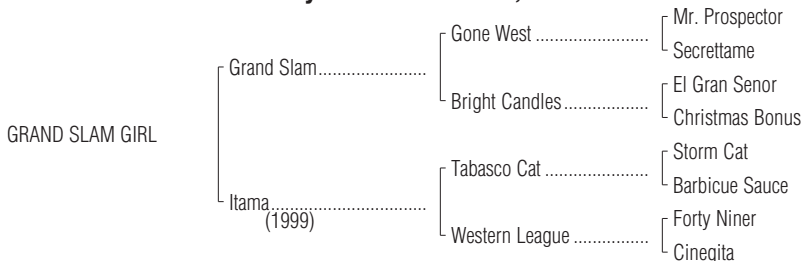 Mr. Prospector
Gone West ........................
Secrettame
Grand Slam.......................
El Gran Senor
Bright Candles..................
Christmas Bonus
GRAND SLAM GIRL
Storm Cat
Tabasco Cat ......................
Barbicue Sauce
Itama.................................
(1999)
Forty Niner
Western League ................
Cinegita